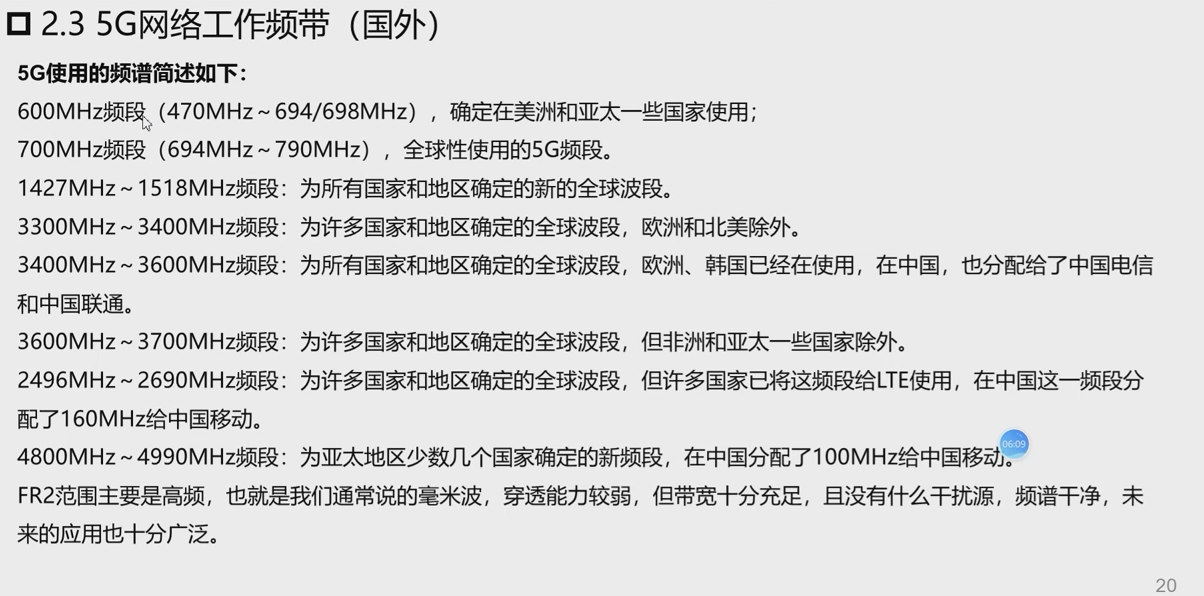 2.3 5G网络工作频带（国外）
5G使用的频谱简述如下：
600MHz频段（470MHz～694/698MHz），确定在美洲和亚太一些国家使用；
700MHz频段（694MHz～790MHz），全球性使用的5G频段。
1427MHz～1518MHz频段：为所有国家和地区确定的新的全球波段。
3300MHz～3400MHz频段：为许多国家和地区确定的全球波段，欧洲和北美除外。
3400MHz～3600MHz频段：为所有国家和地区确定的全球波段，欧洲、韩国已经在使用，在中国，也分配给了中国电信
和中国联通。
3600MHz～3700MHz频段：为许多国家和地区确定的全球波段，但非洲和亚太一些国家除外。
2496MHz～2690MHz频段：为许多国家和地区确定的全球波段，但许多国家已将这频段给LTE使用，在中国这一频段分
配了160MHz给中国移动。
06:09
4800MHz～4990MHz频段：为亚太地区少数几个国家确定的新频段，在中国分配了100MHz给中国移动。
FR2范围主要是高频，也就是我们通常说的毫米波，穿透能力较弱，但带宽十分充足，且没有什么干扰源，频谱干净，未
来的应用也十分广泛。
20